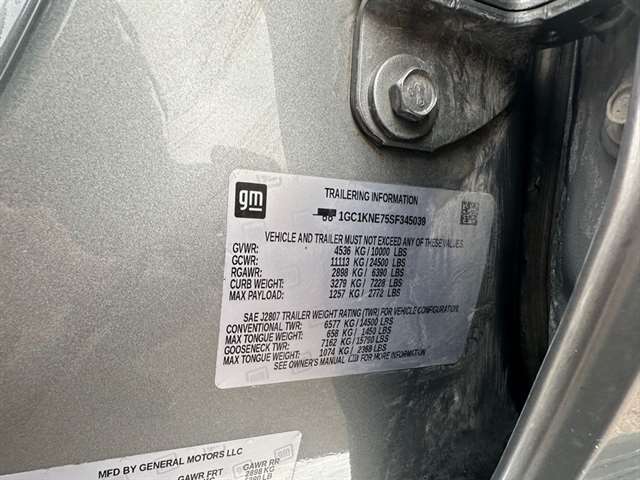 gm
TRAILERING INFORMATION
1GC1KNE75SF345039
VEHICLE AND TRAILER MUST NOT EXCEED ANY OF THESE VALUES.
GVWR: 4536 KG/10000 LBS
GCWR: 11113 KG/24500 LBS
RGAWR: 2898 KG/ 6390 LBS
CURB WEIGHT: 3279 KG/ 7228 LBS
MAX PAYLOAD: 1257 KG/ 2772 LBS
SAE J2807 TRAILER WEIGHT RATING (TWR) FOR VEHICLE CONFIGURATION.
CONVENTIONAL TWR: 6577 KG/14500 LBS
MAX TONGUE WEIGHT: 658 KG/ 1450 LBS
GOOSENECK TWR: 7162 KG/15790 LBS
MAX TONGUE WEIGHT: 1074 KG/ 2368 LBS
SEE OWNER'S MANUAL FOR MORE INFORMATION
MFD BY GENERAL MOTORS LLC
GAWR FRT GAWR RR
2898 KG